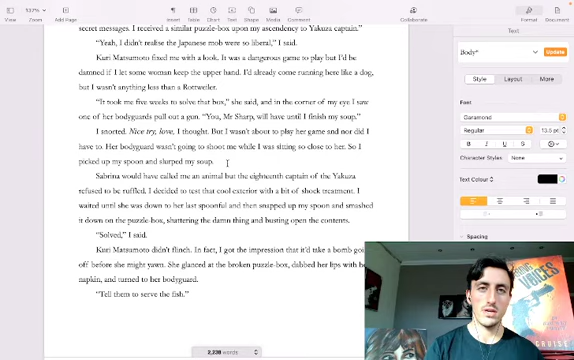 107%
View
Zoom
Add Page
Insert
Table
Chart
Text
Shape
Media
Comment
Collaborate
Format
Document
Text
secret messages. I received a similar puzzle-box upon my ascendency to Yakuza captain.”
“Yeah, I didn’t realise the Japanese mob were so liberal,” I said.
Kuri Matsumoto fixed me with a look. It was a dangerous game to play but I’d be
damned if I let some woman keep the upper hand. I’d already come running here like a dog,
but I wasn’t anything less than a Rottweiler.
“It took me five weeks to solve that box,” she said, and in the corner of my eye I saw
one of her bodyguards pull out a gun. “You, Mr Sharp, will have until I finish my soup.”
I snorted. Nice try, love, I thought. But I wasn’t about to play her game and nor did I
have to. Her bodyguard wasn’t going to shoot me while I was sitting so close to her. So I
picked up my spoon and slurped my soup.
Sabrina would have called me an animal but the eighteenth captain of the Yakuza
refused to be ruffled. I decided to test that cool exterior with a bit of shock treatment. I
waited until she was down to her last spoonful and then snapped up my spoon and smashed
it down on the puzzle-box, shattering the damn thing and busting open the contents.
“Solved,” I said.
Kuri Matsumoto didn’t flinch. In fact, I got the impression that it’d take a bomb going
off before she might yawn. She glanced at the broken puzzle-box, dabbed her lips with her
napkin, and turned to her bodyguard.
“Tell them to serve the fish.”
2,238 words
Body*
Update
Style
Layout
More
Font
Garamond
Regular
13.5 pt
B
I
U
S
Character Styles
None
Text Colour
Spacing
VOICES
CRUISE